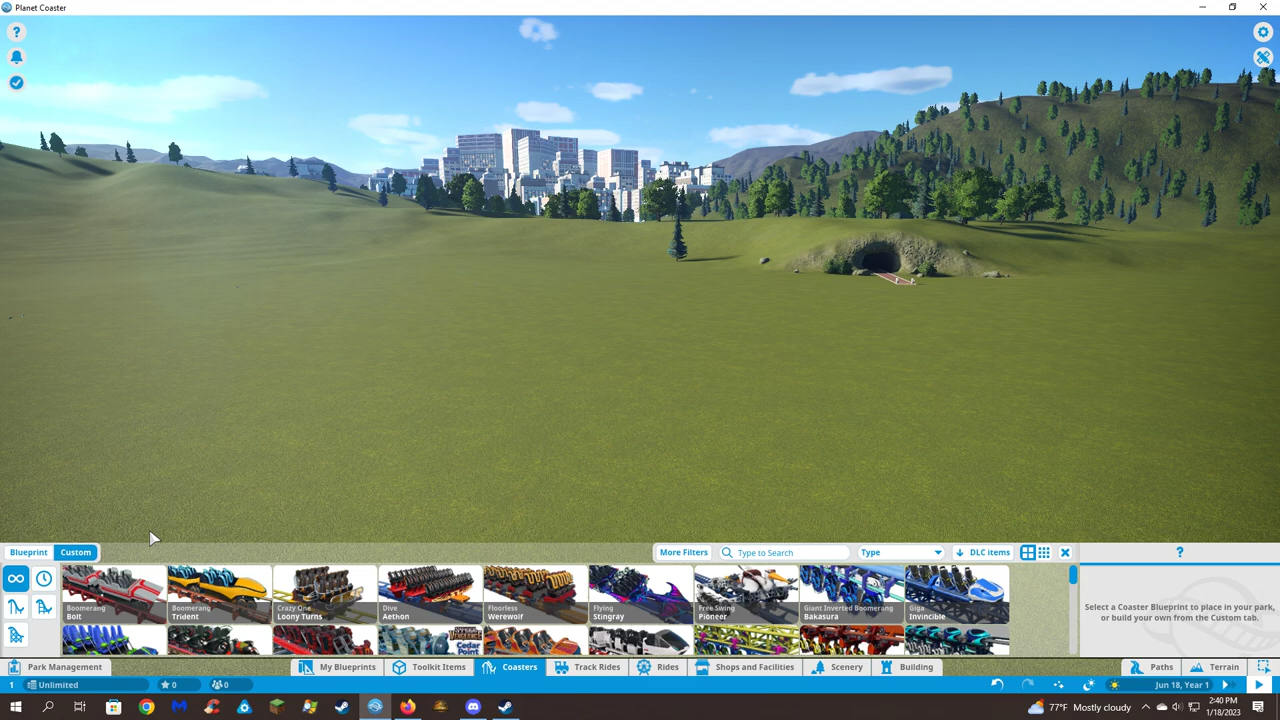 Planet Coaster
Blueprint Custom More Filters Type to Search Type DLC items
Boomerang Bolt
Boomerang Trident
Crazy One Loony Turns
Dive Aethon
Floorless Werewolf
Flying Stingray
Free Swing Pioneer
Giant Inverted Boomerang Bakasura
Giga Invincible
Select a Coaster Blueprint to place in your park,
or build your own from the Custom tab.
Park Management My Blueprints Toolkit Items Coasters Track Rides Rides Shops and Facilities Scenery Building Paths Terrain
1 Unlimited 0 0 Jun 18, Year 1
77°F Mostly cloudy
2:40 PM
1/18/2023